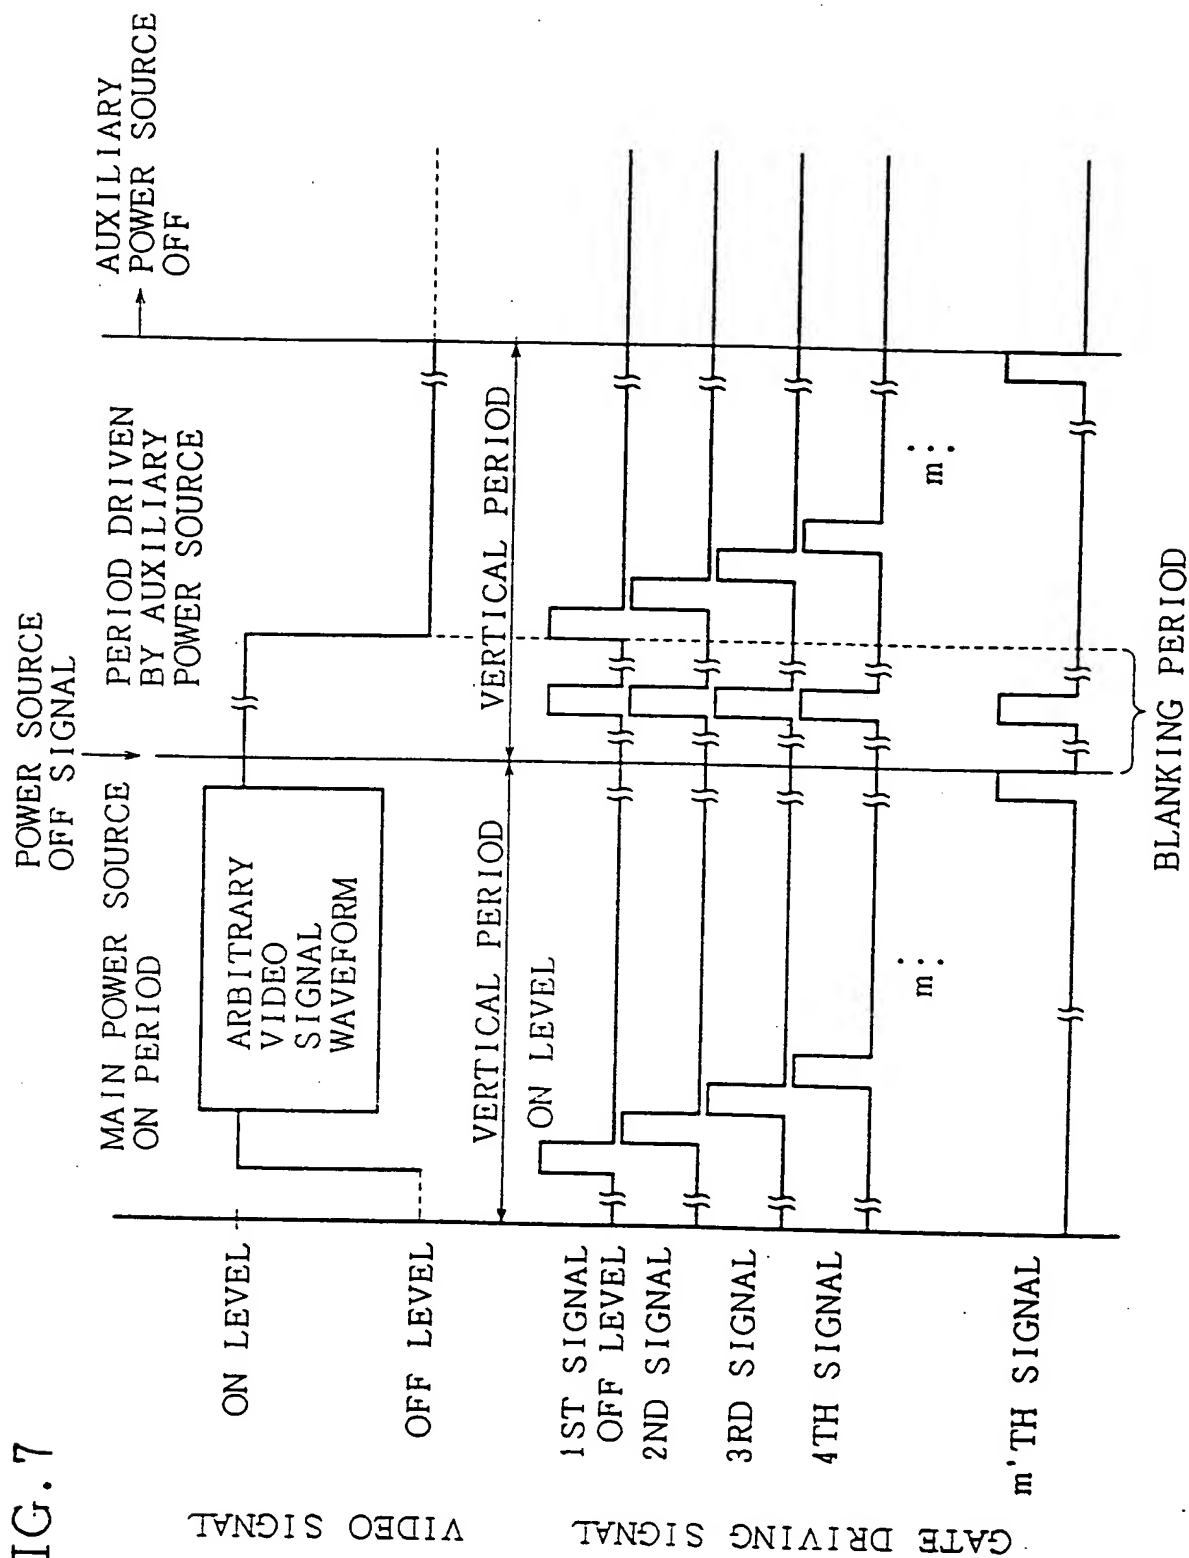 IG.7
POWER SOURCE
OFF SIGNAL
MAIN POWER SOURCE
ON PERIOD
PERIOD DRIVEN
BY AUXILIARY
POWER SOURCE
AUXILIARY
POWER SOURCE
OFF
VIDEO SIGNAL
ON LEVEL
OFF LEVEL
ARBITRARY
VIDEO
SIGNAL
WAVEFORM
VERTICAL PERIOD
VERTICAL PERIOD
GATE DRIVING SIGNAL
ON LEVEL
1ST SIGNAL
OFF LEVEL
2ND SIGNAL
3RD SIGNAL
4TH SIGNAL
m
m
m'TH SIGNAL
BLANKING PERIOD